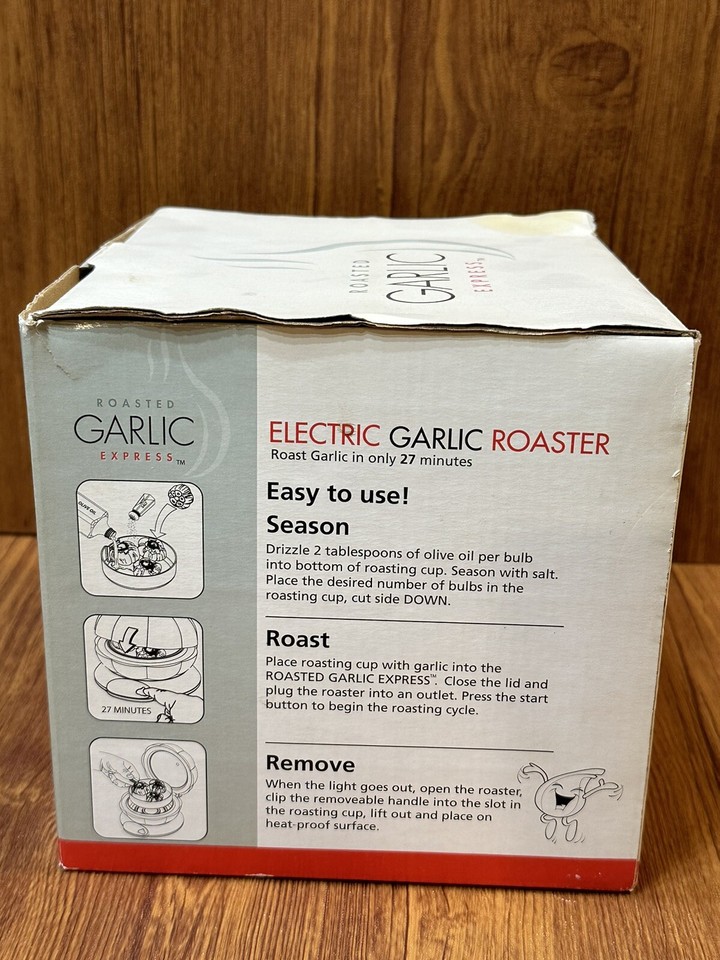 ROASTED
GARLIC
EXPRESS™
ROASTED
GARLIC
EXPRESS™
ELECTRIC GARLIC ROASTER
Roast Garlic in only 27 minutes
Easy to use!
OLIVE OIL
Season
Drizzle 2 tablespoons of olive oil per bulb
into bottom of roasting cup. Season with salt.
Place the desired number of bulbs in the
roasting cup, cut side DOWN.
27 MINUTES
Roast
Place roasting cup with garlic into the
ROASTED GARLIC EXPRESS™. Close the lid and
plug the roaster into an outlet. Press the start
button to begin the roasting cycle.
Remove
When the light goes out, open the roaster,
clip the removeable handle into the slot in
the roasting cup, lift out and place on
heat-proof surface.